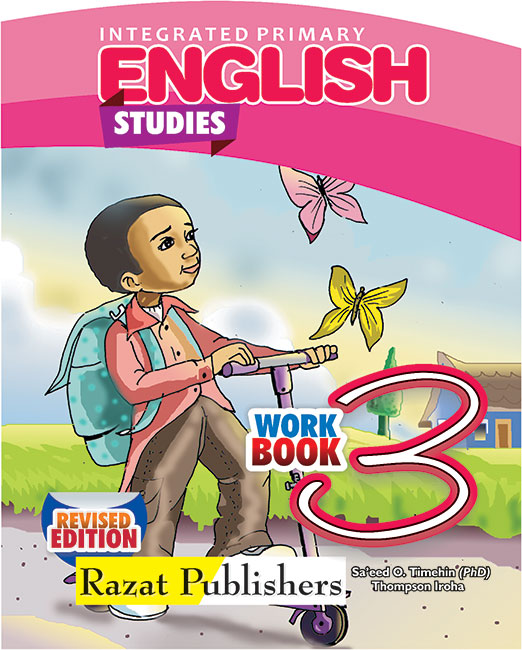 INTEGRATED PRIMARY
ENGLISH
STUDIES
WORK
BOOK
3
REVISED
EDITION
Razat Publishers
Sa'eed O. Timehin (PhD)
Thompson Iroha